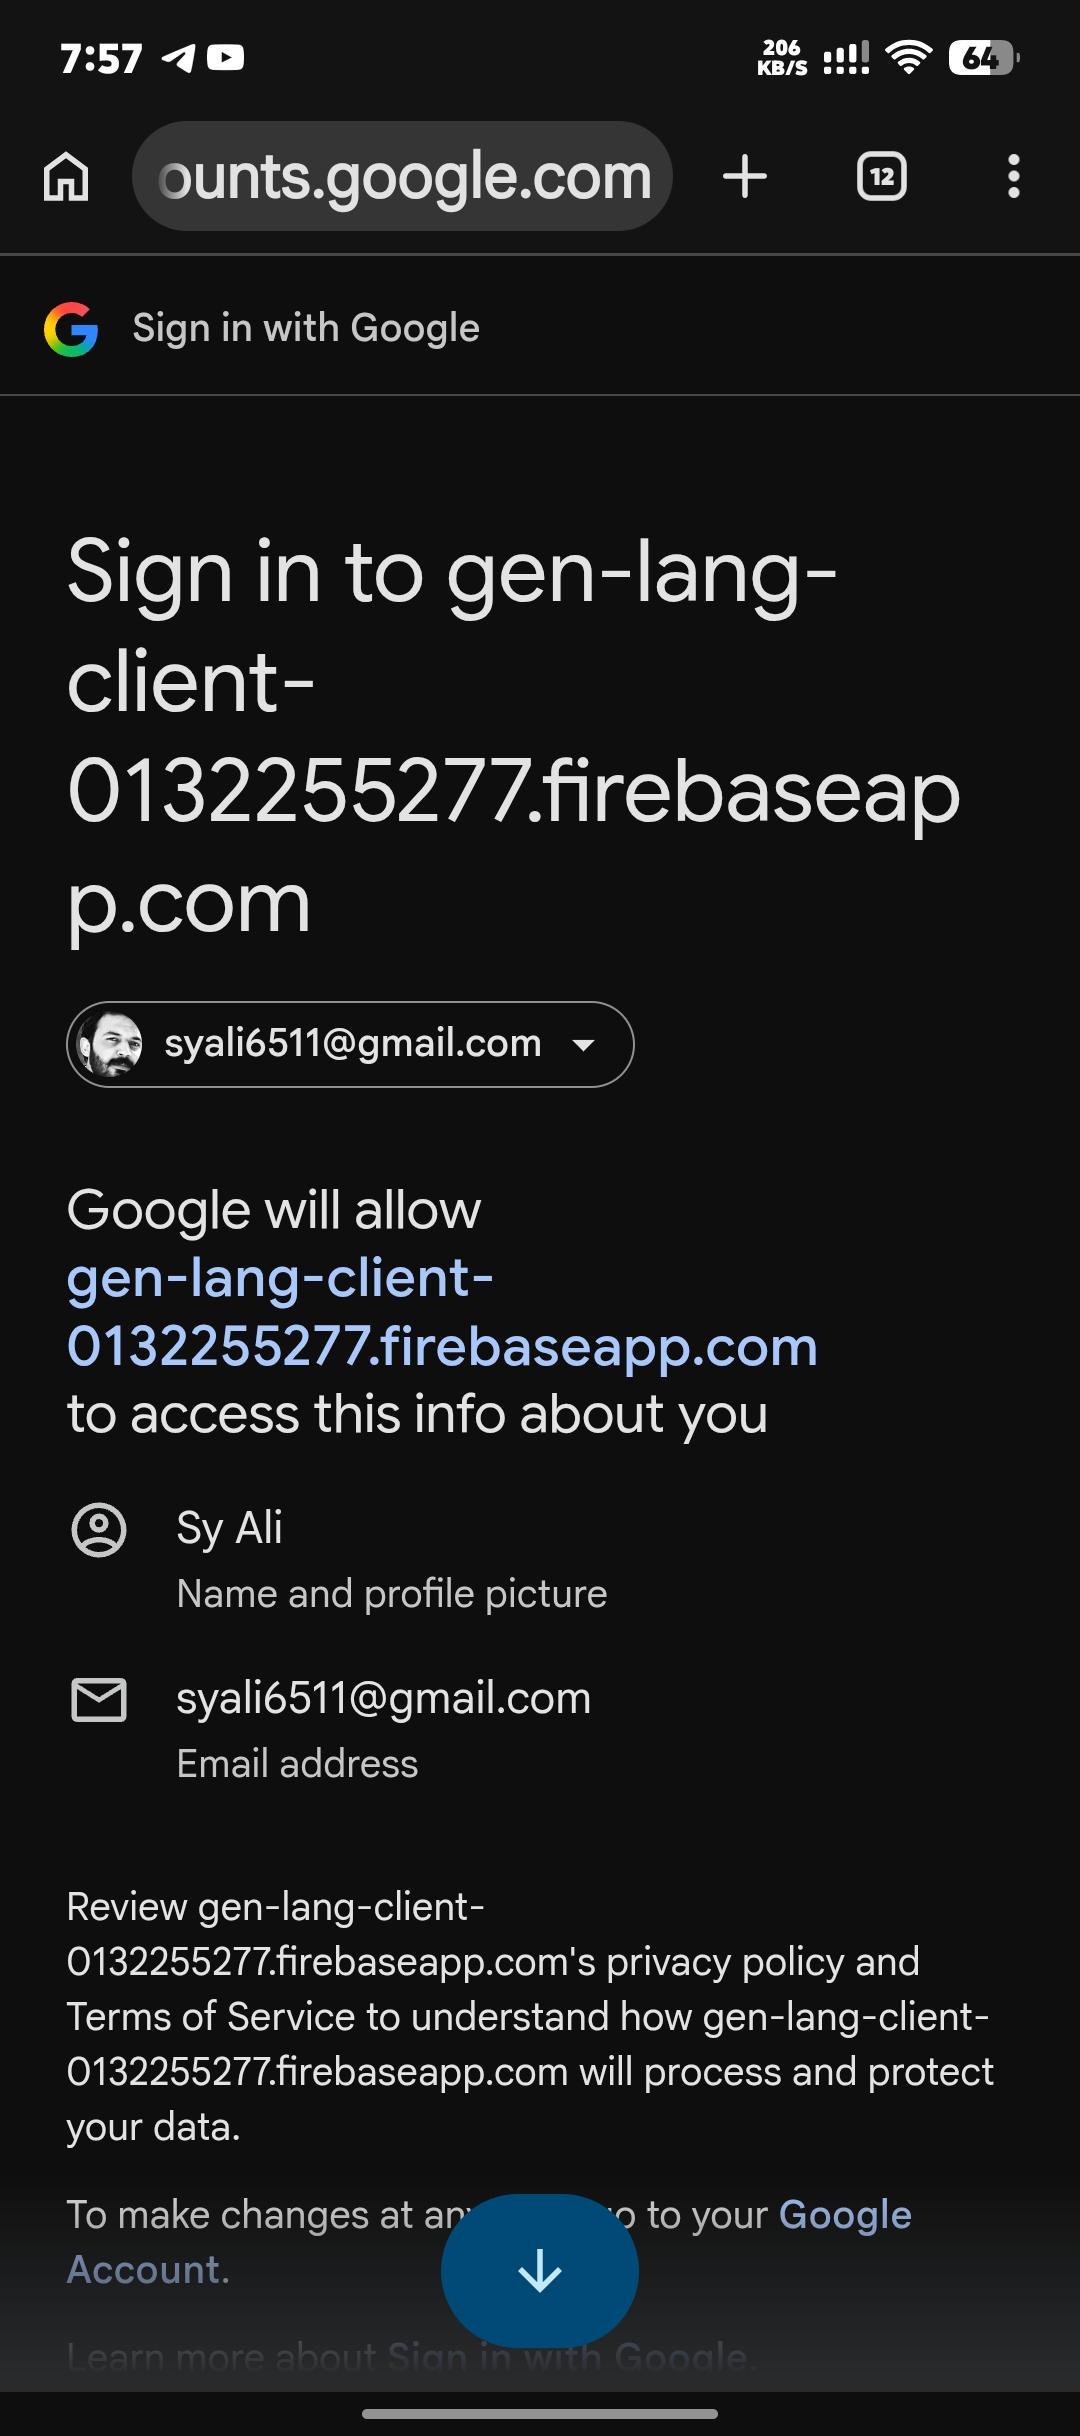 7:57
206
KB/S
64
ounts.google.com
12
Sign in with Google
Sign in to gen-lang-
client-
0132255277.firebaseap
p.com
syali6511@gmail.com
Google will allow
gen-lang-client-
0132255277.firebaseapp.com
to access this info about you
Sy Ali
Name and profile picture
syali6511@gmail.com
Email address
Review gen-lang-client-
0132255277.firebaseapp.com's privacy policy and
Terms of Service to understand how gen-lang-client-
0132255277.firebaseapp.com will process and protect
your data.
To make changes at to your Google
Account.
Learn more about Sign in with Google.